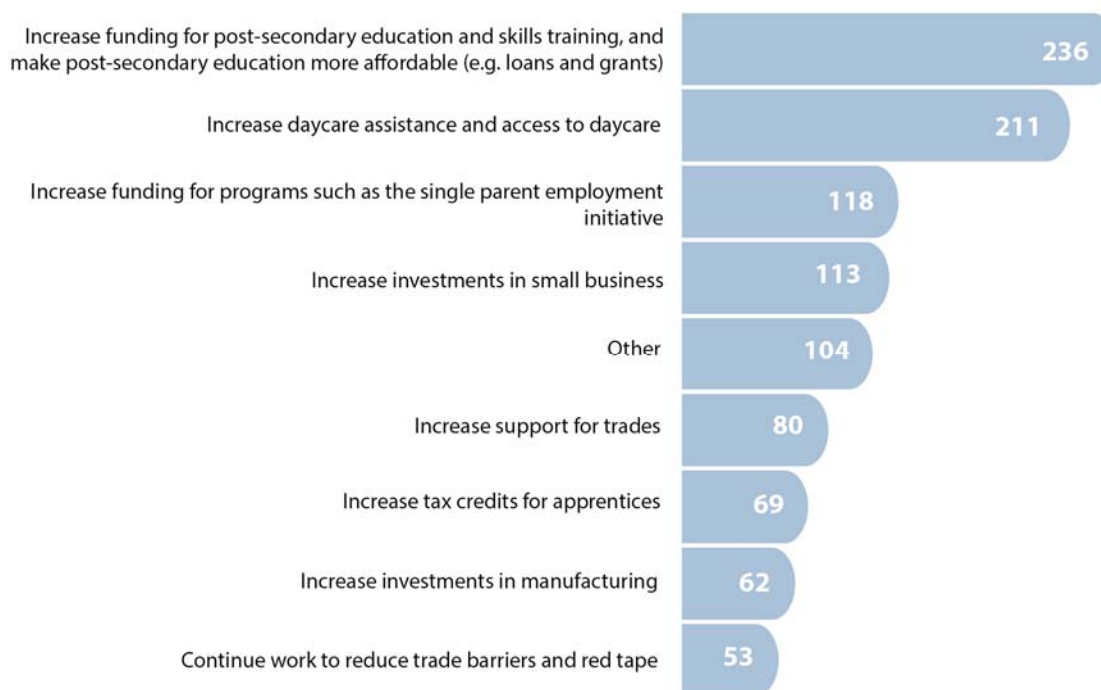 Increase funding for post-secondary education and skills training, and
make post-secondary education more affordable (e.g. loans and grants)
236
Increase daycare assistance and access to daycare
211
Increase funding for programs such as the single parent employment
initiative
118
Increase investments in small business
113
Other
104
Increase support for trades
80
Increase tax credits for apprentices
69
Increase investments in manufacturing
62
Continue work to reduce trade barriers and red tape
53